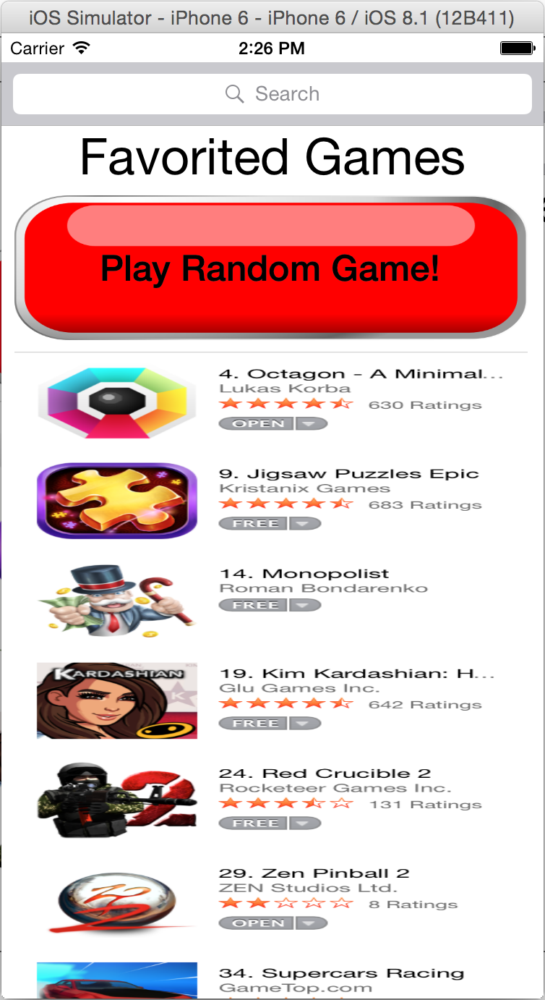 iOS Simulator - iPhone 6 - iPhone 6 / iOS 8.1 (12B411)
Carrier 2:26 PM
Search
Favorited Games
Play Random Game!
4. Octagon - A Minimal...
Lukas Korba
630 Ratings
OPEN
9. Jigsaw Puzzles Epic
Kristanix Games
683 Ratings
FREE
14. Monopolist
Roman Bondarenko
FREE
KARDASHIAN
K
19. Kim Kardashian: H...
Glu Games Inc.
642 Ratings
FREE
2
24. Red Crucible 2
Rocketeer Games Inc.
131 Ratings
FREE
29. Zen Pinball 2
ZEN Studios Ltd.
8 Ratings
OPEN
34. Supercars Racing
GameTop.com